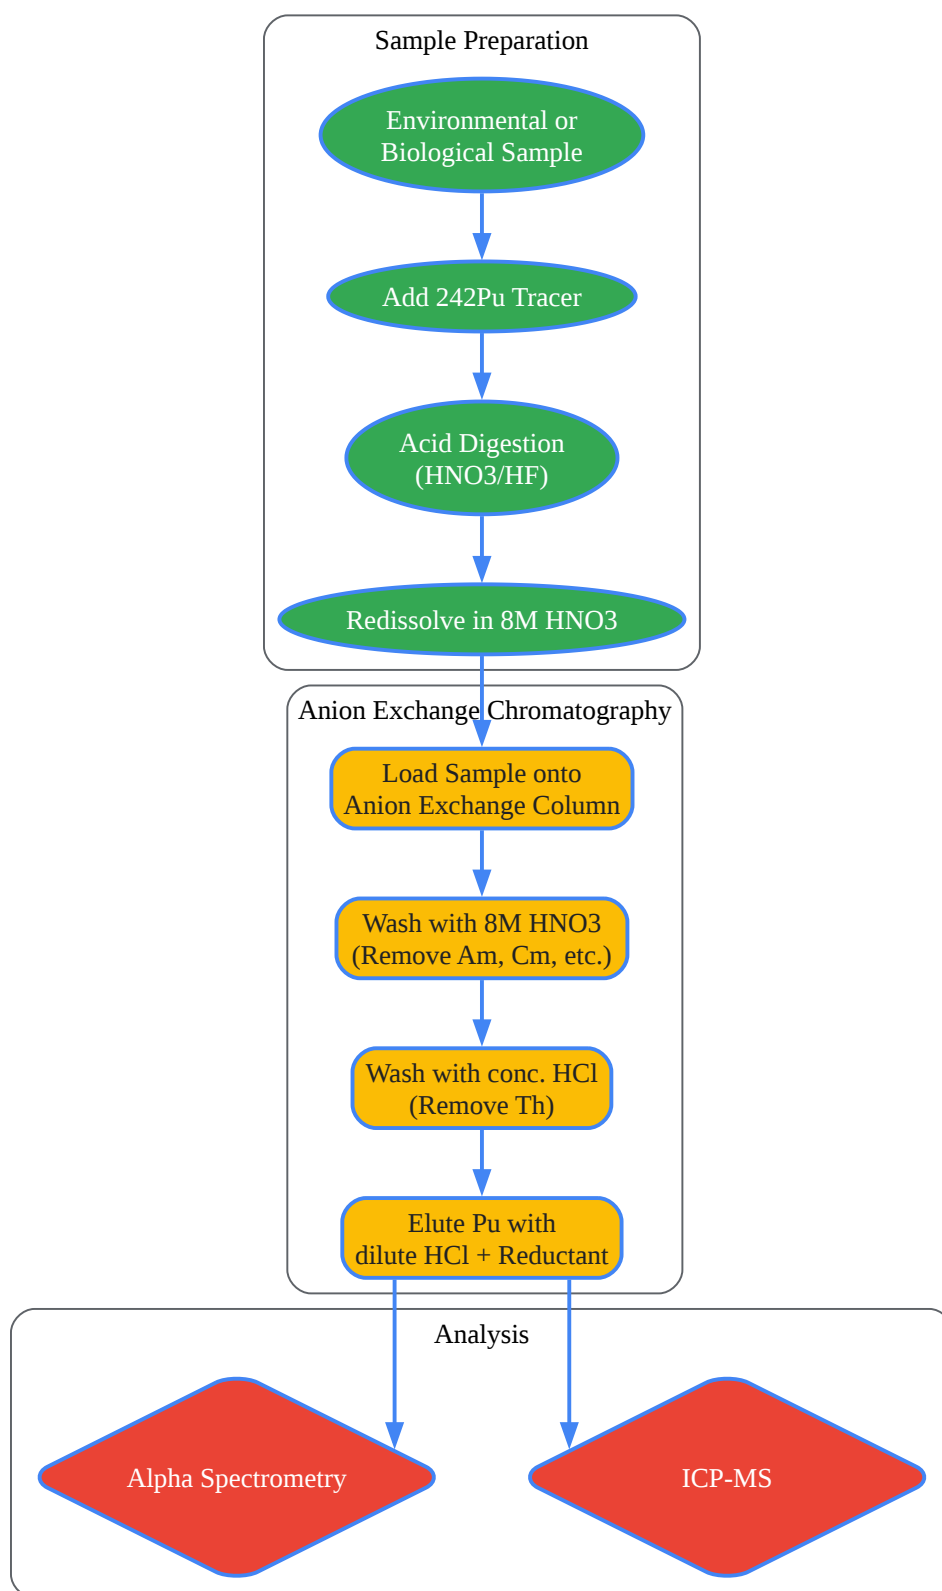 Sample Preparation
Environmental or
Biological Sample
Add 242Pu Tracer
Acid Digestion
(HNO3/HF)
Redissolve in 8M HNO3
Anion Exchange Chromatography
Load Sample onto
Anion Exchange Column
Wash with 8M HNO3
(Remove Am, Cm, etc.)
Wash with conc. HCl
(Remove Th)
Elute Pu with
dilute HCl + Reductant
Analysis
Alpha Spectrometry
ICP-MS